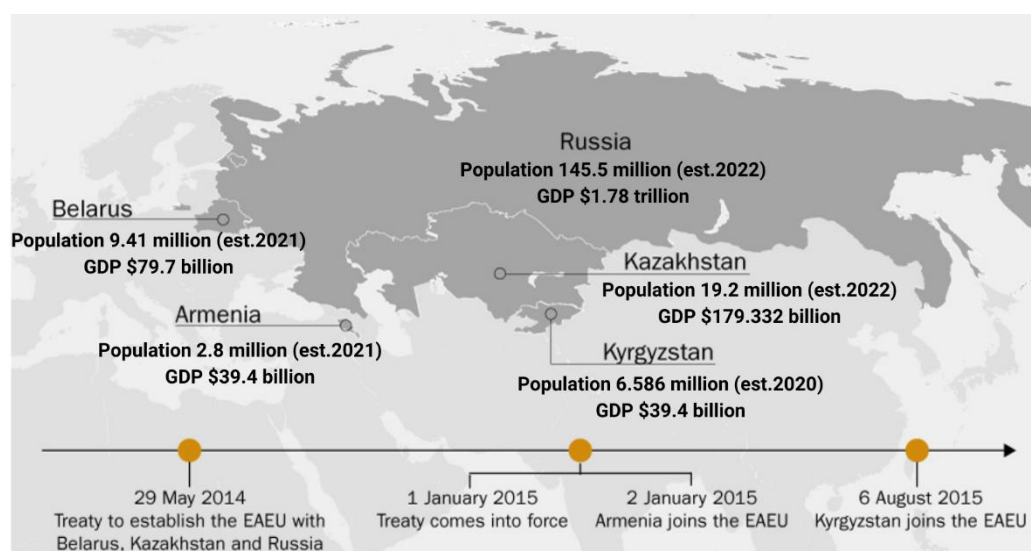 Russia
Population 145.5 million (est.2022)
GDP $1.78 trillion
Belarus
Population 9.41 million (est.2021)
GDP $79.7 billion
Kazakhstan
Population 19.2 million (est.2022)
GDP $179.332 billion
Armenia
Population 2.8 million (est.2021)
GDP $39.4 billion
Kyrgyzstan
Population 6.586 million (est.2020)
GDP $39.4 billion
29 May 2014
Treaty to establish the EAEU with
Belarus, Kazakhstan and Russia
1 January 2015
Treaty comes into force
2 January 2015
Armenia joins the EAEU
6 August 2015
Kyrgyzstan joins the EAEU